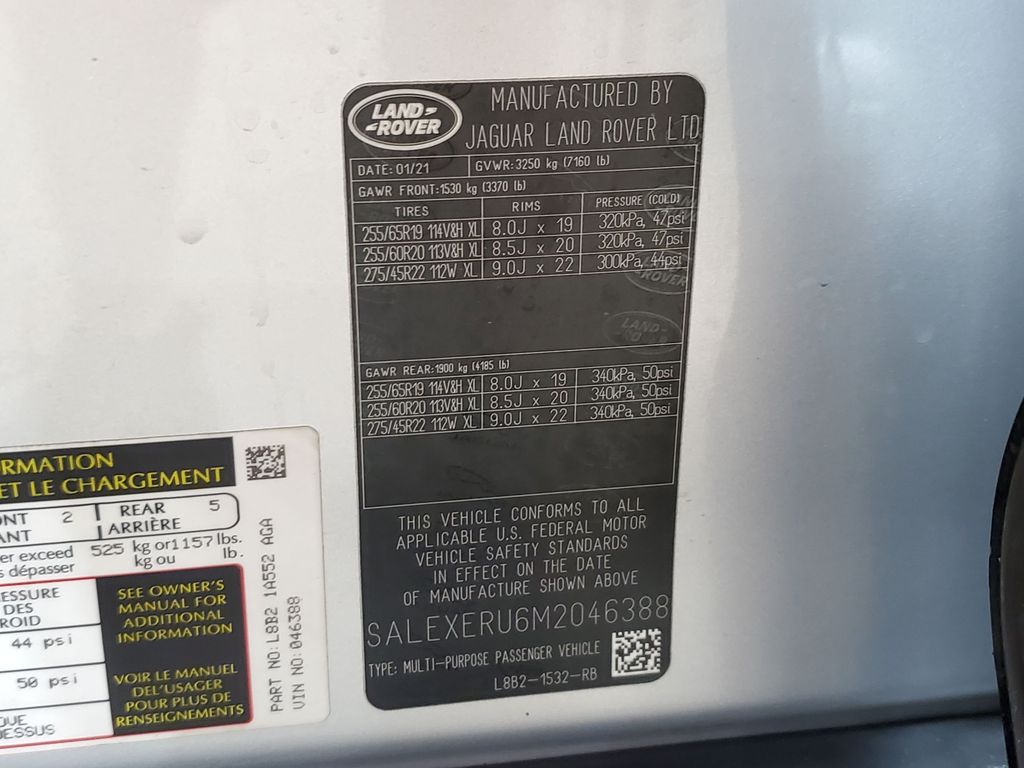 LAND-
-ROVER
MANUFACTURED BY
JAGUAR LAND ROVER LTD
DATE: 01/21 GVWR:3250 kg (7160 lb)
GAWR FRONT:1530 kg (3370 lb)
TIRES RIMS PRESSURE (COLD)
255/65R19 114V&H XL 8.0J x 19 320kPa, 47psi
255/60R20 113V&H XL 8.5J x 20 320kPa, 47psi
275/45R22 112W XL 9.0J x 22 300kPa, 44psi
GAWR REAR:1900 kg (4185 lb)
255/65R19 114V&H XL 8.0J x 19 340kPa, 50psi
255/60R20 113V&H XL 8.5J x 20 340kPa, 50psi
275/45R22 112W XL 9.0J x 22 340kPa, 50psi
THIS VEHICLE CONFORMS TO ALL
APPLICABLE U.S. FEDERAL MOTOR
VEHICLE SAFETY STANDARDS
IN EFFECT ON THE DATE
OF MANUFACTURE SHOWN ABOVE
SALEXERU6M2046388
TYPE: MULTI-PURPOSE PASSENGER VEHICLE
L8B2-1532-RB
ORMATION
ET LE CHARGEMENT
ONT 2 REAR 5
ANT ARRIÈRE
er exceed 525 kg or 1157 lbs.
s dépasser kg ou lb.
ESSURE
DES
ROID
44 psi
50 psi
QUE
DESSUS
SEE OWNER'S
MANUAL FOR
ADDITIONAL
INFORMATION
VOIR LE MANUEL
DEL'USAGER
POUR PLUS DE
RENSEIGNEMENTS
PART NO:L8B2 1A552 AGA
VIN NO:046388